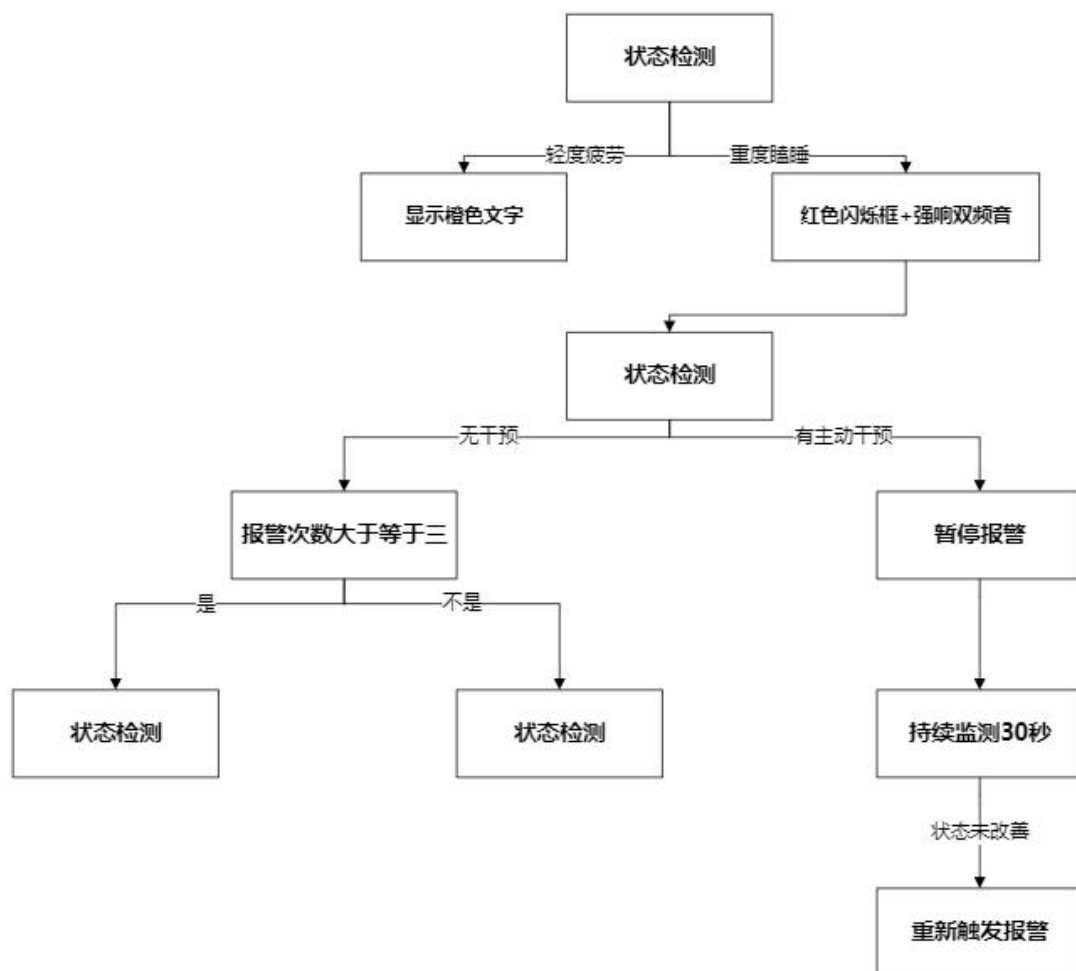 状态检测
轻度疲劳
重度瞌睡
显示橙色文字
红色闪烁框+强响双频音
状态检测
无干预
有主动干预
报警次数大于等于三
暂停报警
是
不是
状态检测
状态检测
持续监测30秒
状态未改善
重新触发报警